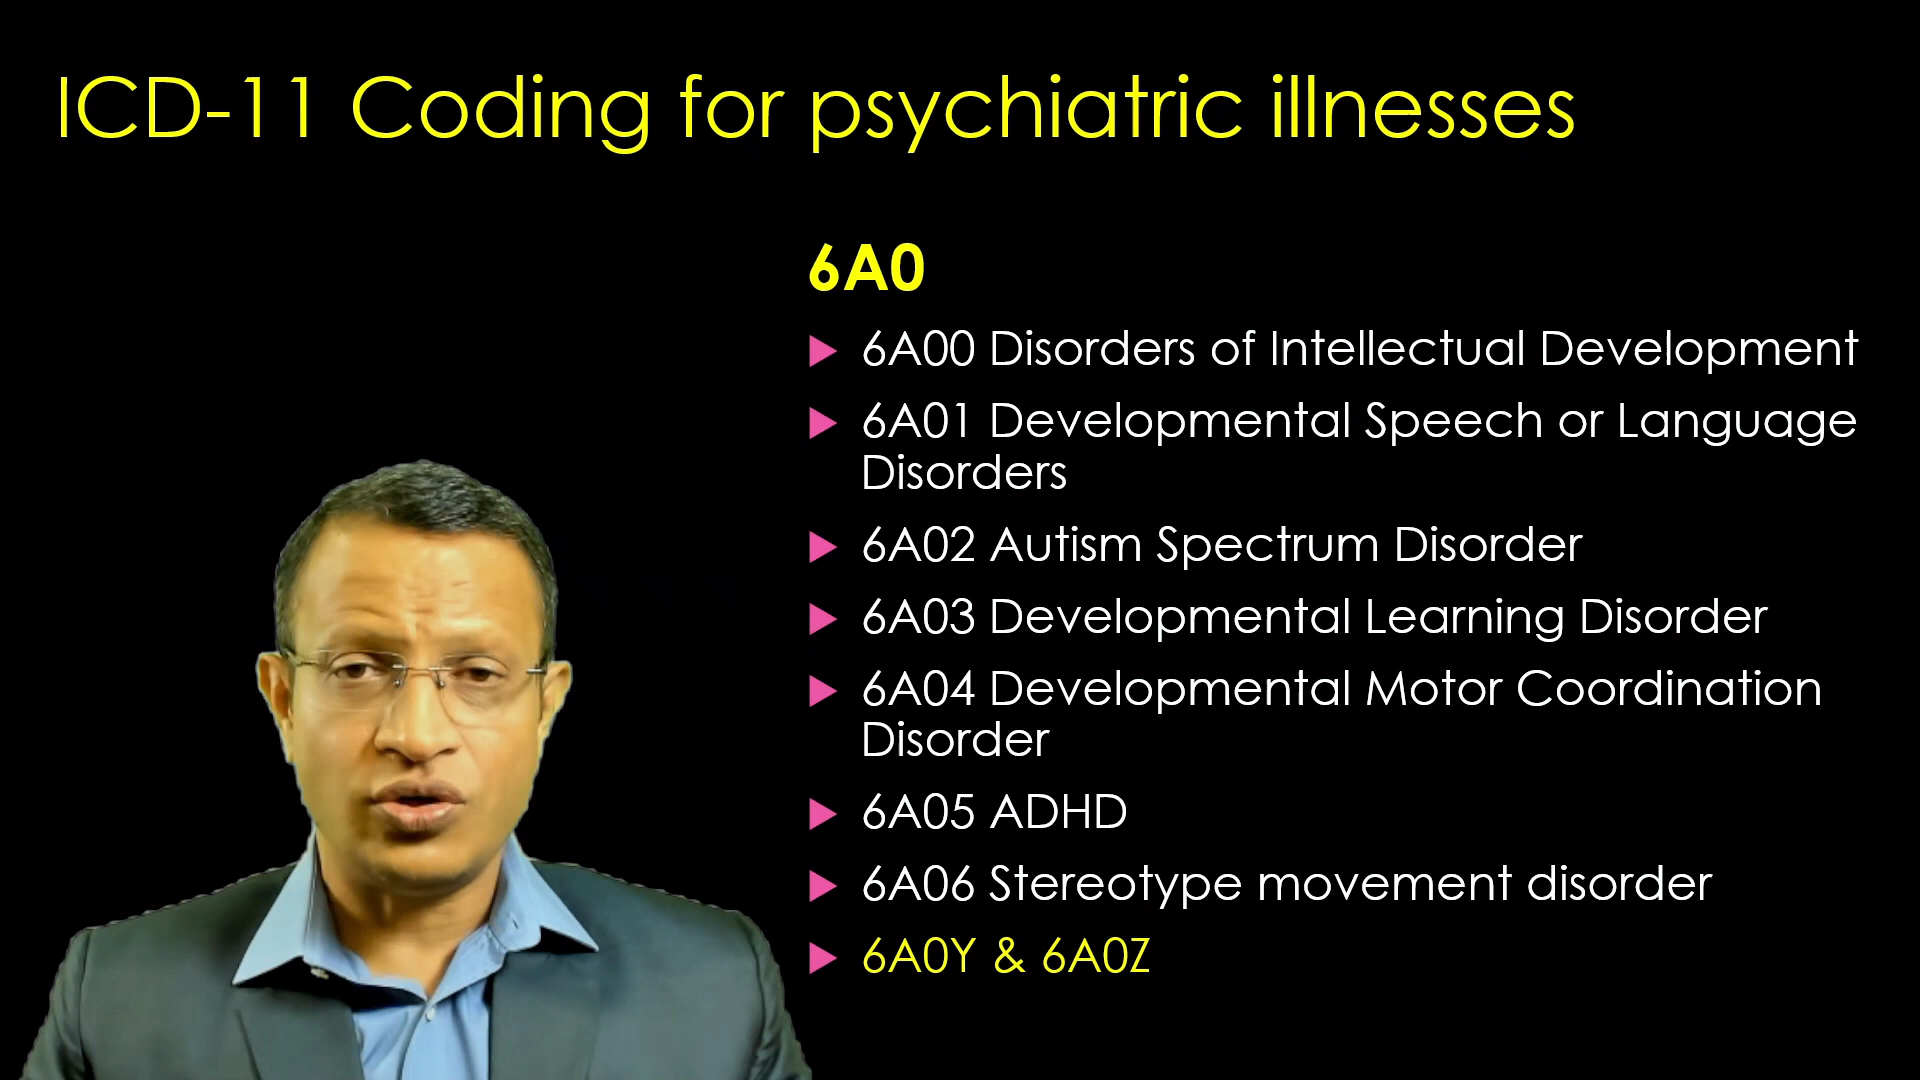 ICD-11 Coding for psychiatric illnesses
6A0
6A00 Disorders of Intellectual Development
6A01 Developmental Speech or Language
Disorders
6A02 Autism Spectrum Disorder
6A03 Developmental Learning Disorder
6A04 Developmental Motor Coordination
Disorder
6A05 ADHD
6A06 Stereotype movement disorder
6A0Y & 6A0Z